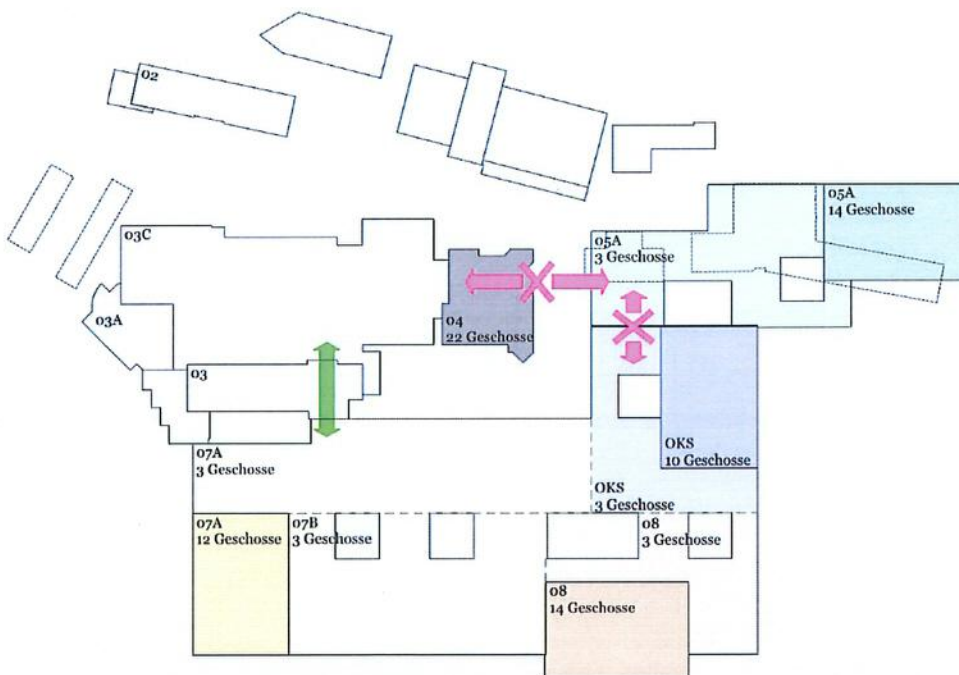 02
05A
14 Geschosse
03C
05A
3 Geschosse
03A
04
22 Geschosse
03
OKS
10 Geschosse
07A
3 Geschosse
OKS
3 Geschosse
07A
12 Geschosse
07B
3 Geschosse
08
3 Geschosse
08
14 Geschosse